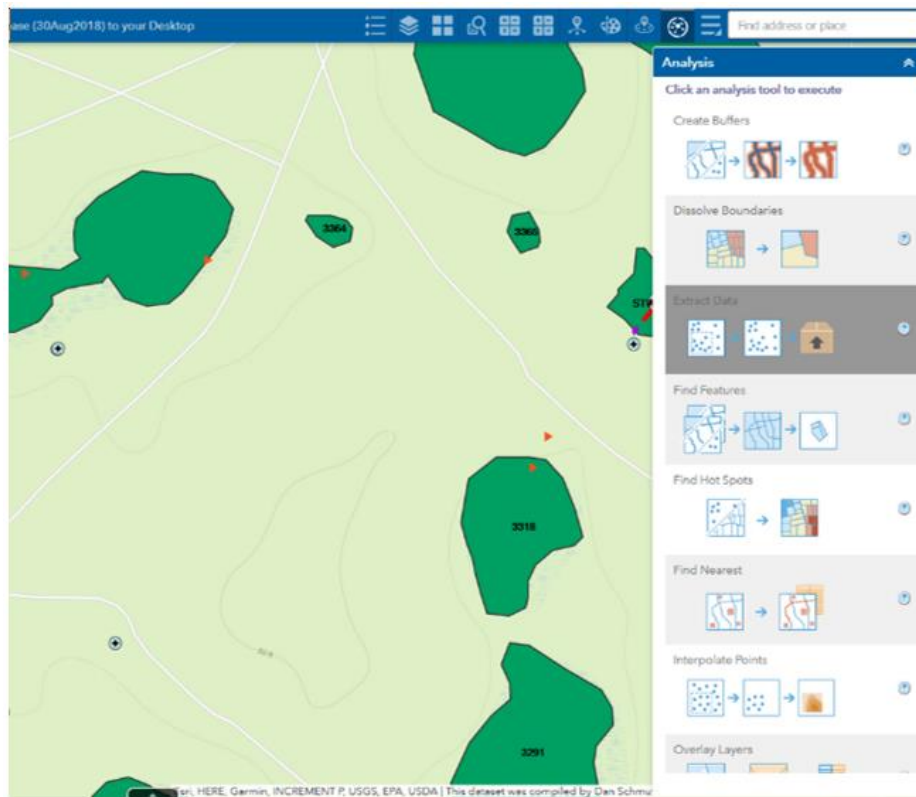 ase (30Aug2018) to your Desktop
Find address or place
Analysis
Click an analysis tool to execute
Create Buffers
Dissolve Boundaries
Extract Data
Find Features
Find Hot Spots
Find Nearest
Interpolate Points
Overlay Layers
3364
3365
3318
3291
Esri, HERE, Garmin, INCREMENT P, USGS, EPA, USDA | This dataset was compiled by Dan Schmu